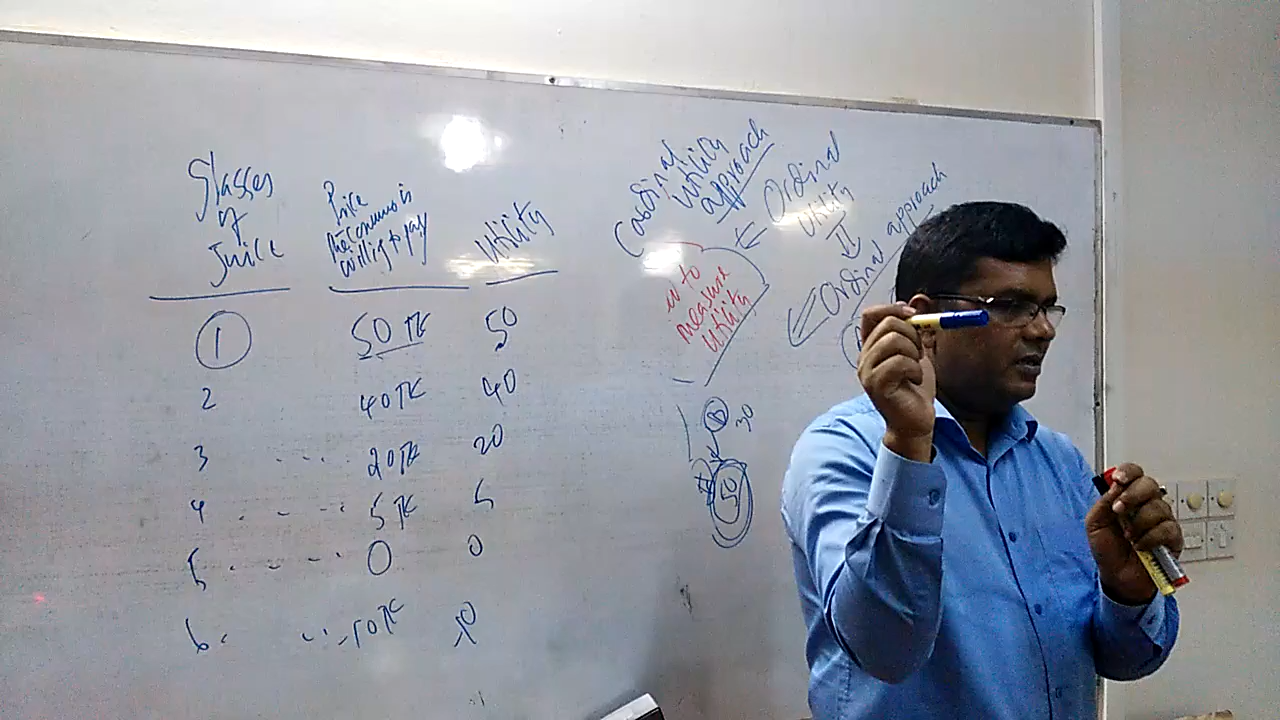 Glasses
of
Juice
Price
the consumer is
willing to pay
Utility
① 50 TK 50
2 40 TK 40
3 .... 20 TK 20
4 .... 5 TK 5
5 .... 0 0
6 .... -10 TK -10
Cardinal
utility
approach
Ordinal
utility
Ordinal approach
to
measure
utility
30
50